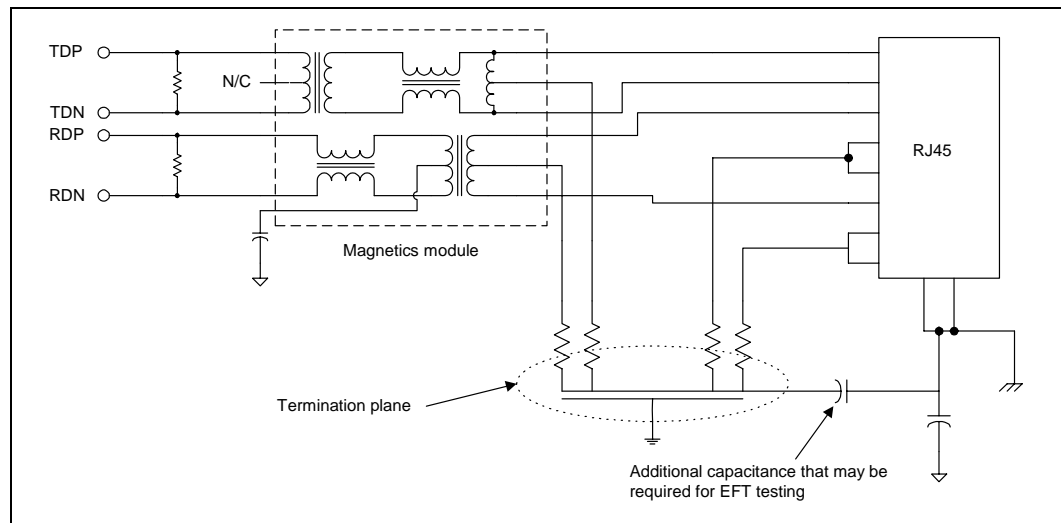 TDP
N/C
TDN
RDP
RDN
RJ45
Magnetics module
Termination plane
Additional capacitance that may be
required for EFT testing